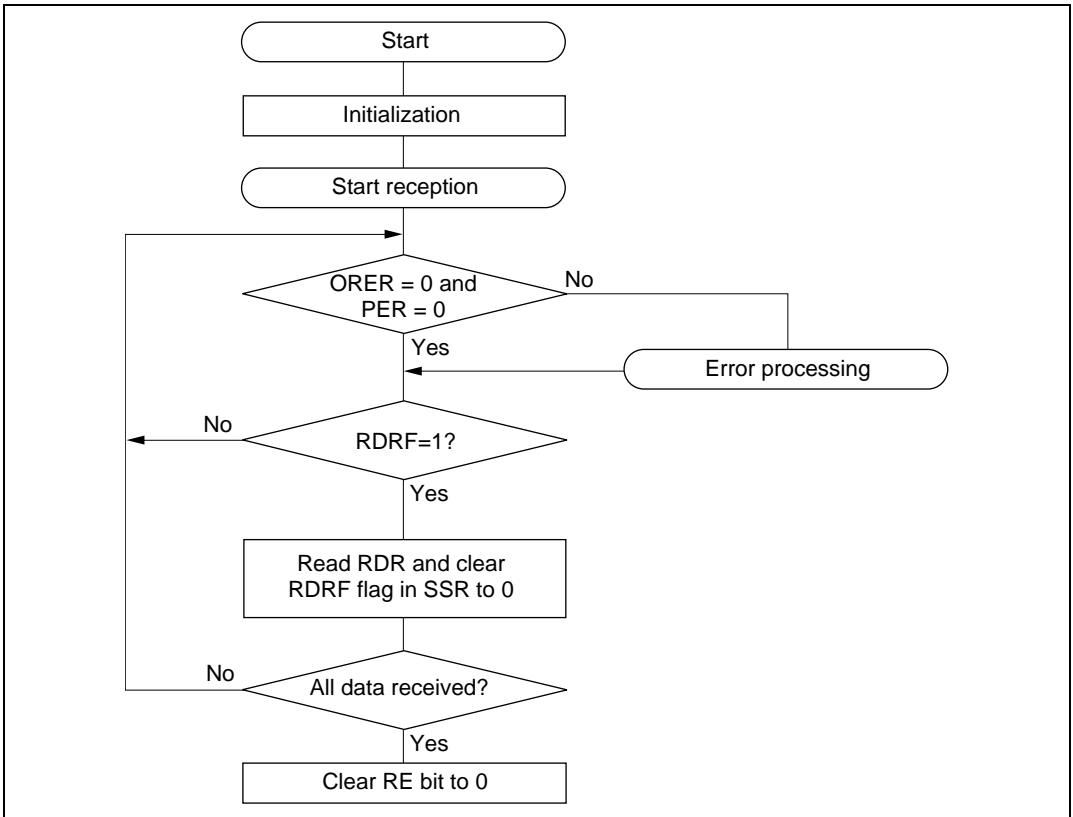 Start
Initialization
Start reception
ORER = 0 and
PER = 0
No
Yes
Error processing
No
RDRF=1?
Yes
Read RDR and clear
RDRF flag in SSR to 0
No
All data received?
Yes
Clear RE bit to 0